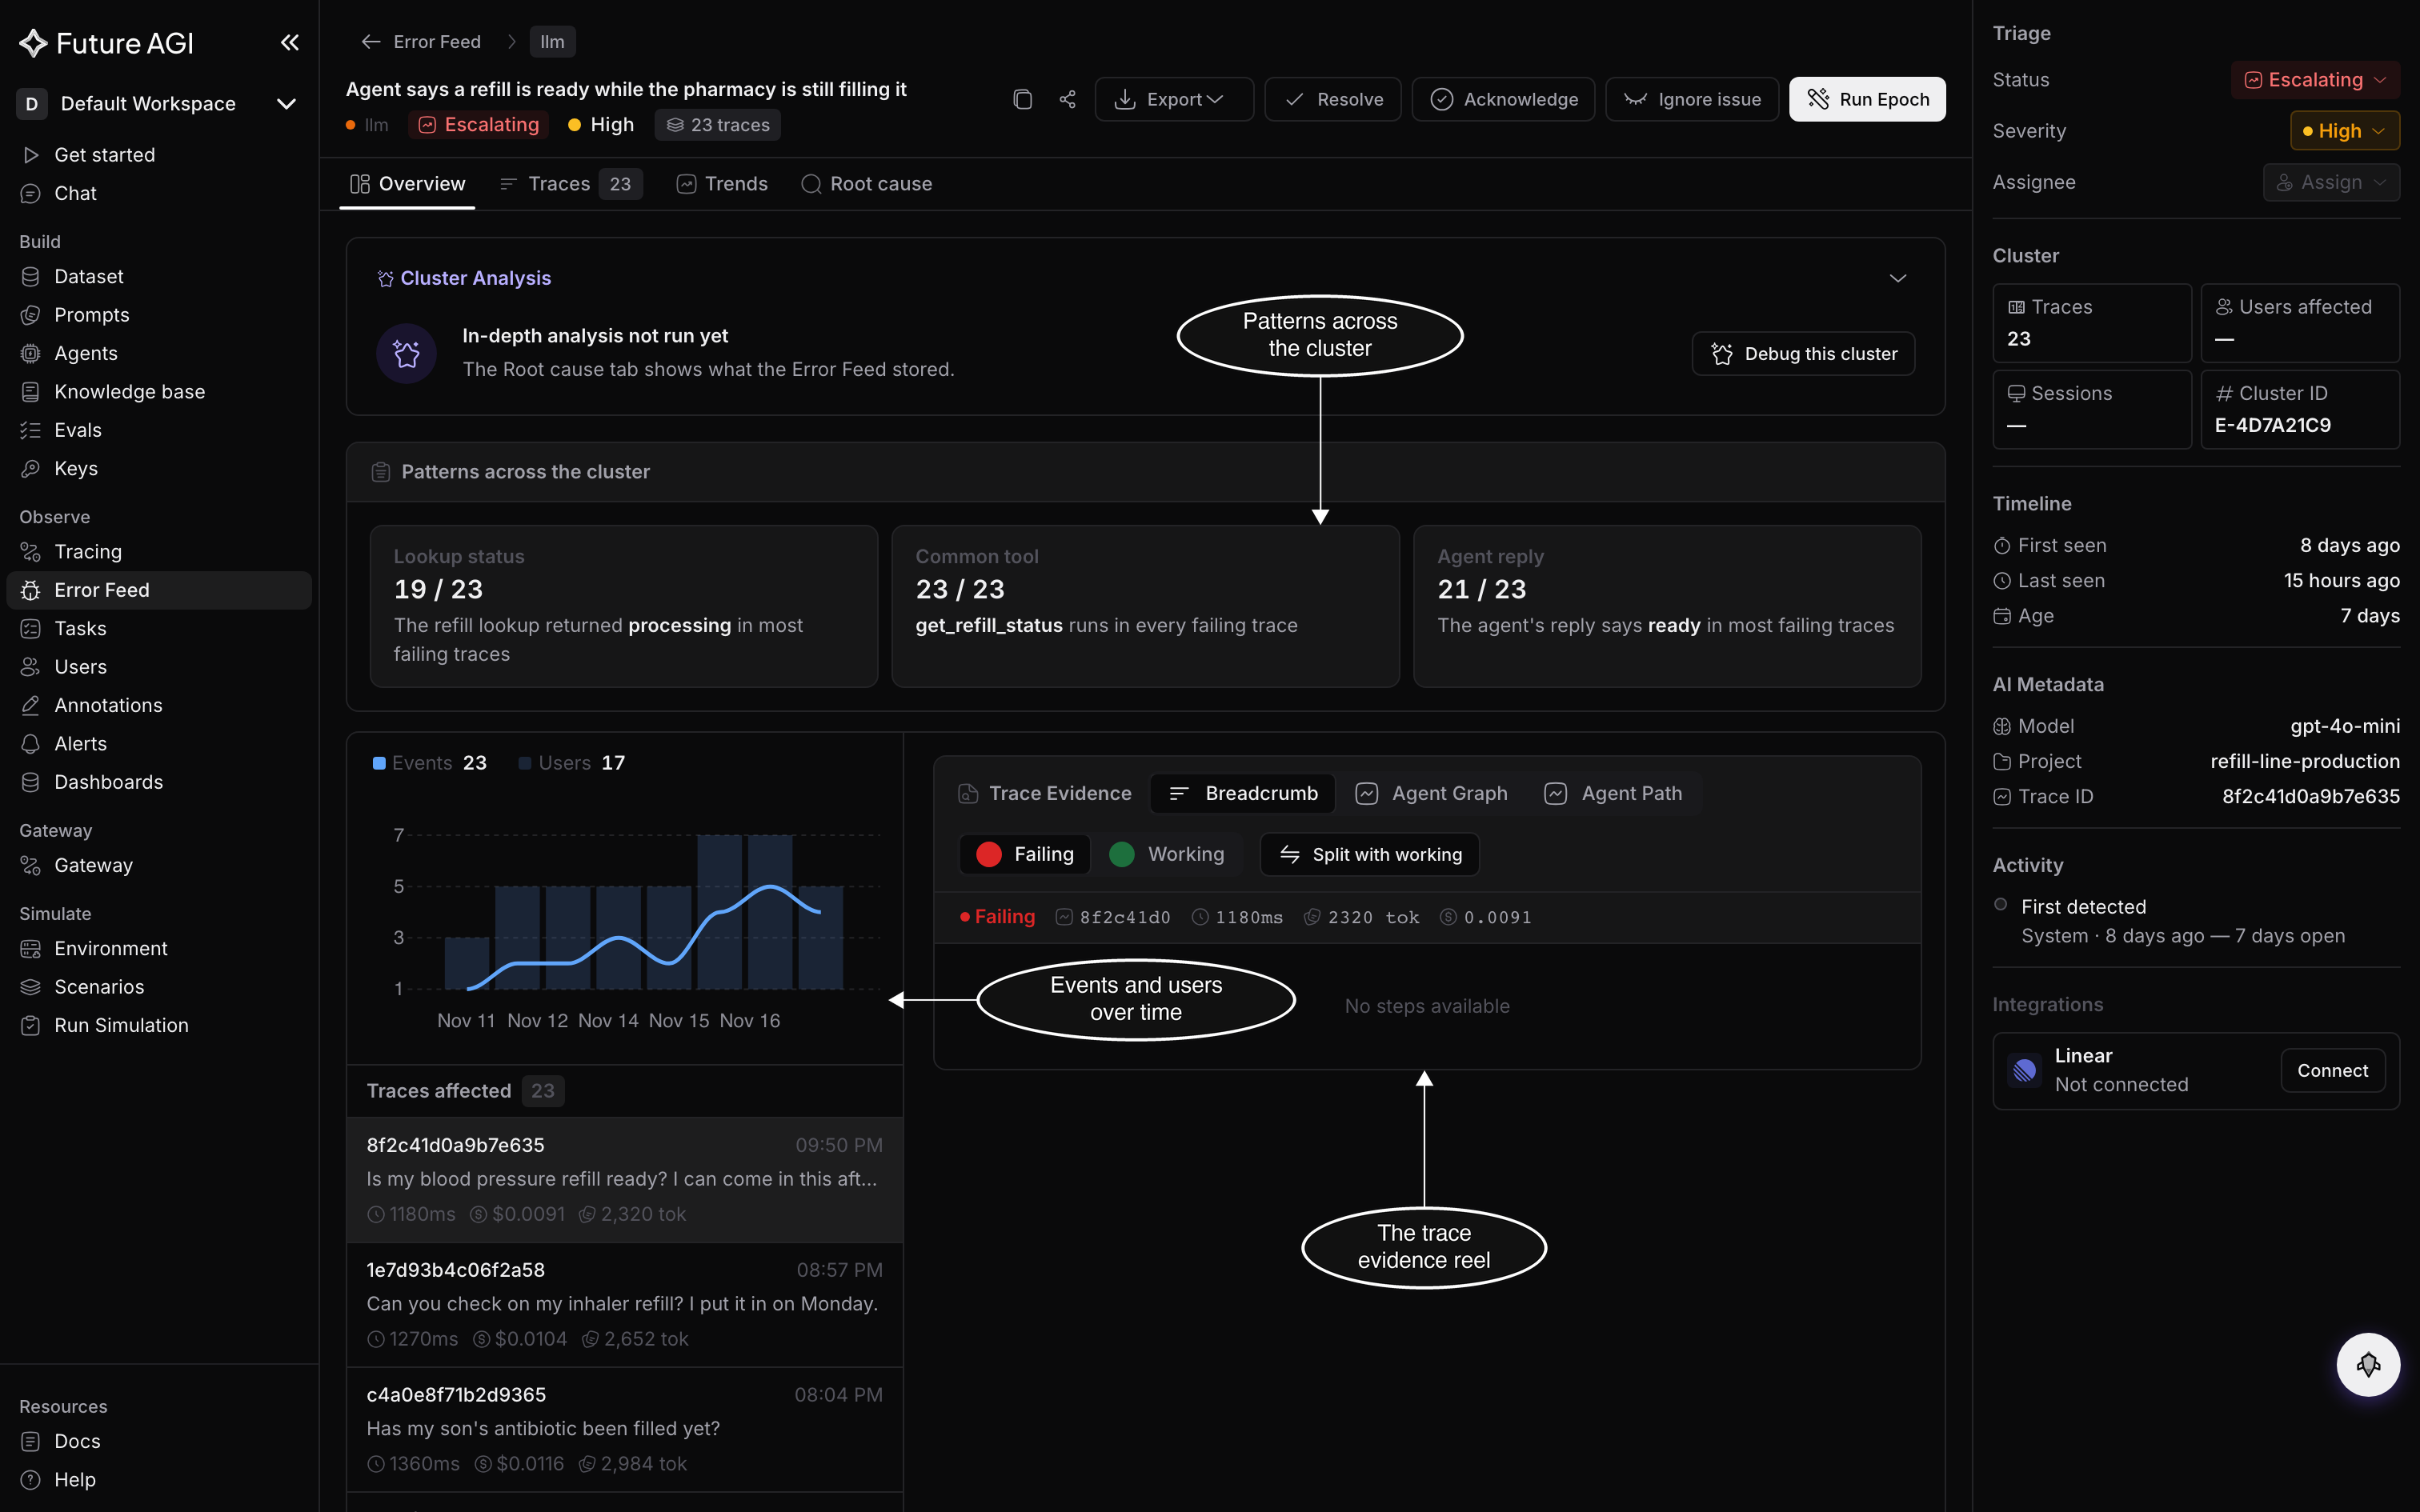 Future AGI
D Default Workspace
Get started
Chat
Build
Dataset
Prompts
Agents
Knowledge base
Evals
Keys
Observe
Tracing
Error Feed
Tasks
Users
Annotations
Alerts
Dashboards
Gateway
Gateway
Simulate
Environment
Scenarios
Run Simulation
Resources
Docs
Help
Error Feed
llm
Agent says a refill is ready while the pharmacy is still filling it
llm Escalating High 23 traces
Export
Resolve
Acknowledge
Ignore issue
Run Epoch
Overview
Traces 23
Trends
Root cause
Cluster Analysis
In-depth analysis not run yet
The Root cause tab shows what the Error Feed stored.
Debug this cluster
Patterns across
the cluster
Patterns across the cluster
Lookup status
19 / 23
The refill lookup returned processing in most
failing traces
Common tool
23 / 23
get_refill_status runs in every failing trace
Agent reply
21 / 23
The agent's reply says ready in most failing traces
Events 23 Users 17
7
5
3
1
Nov 11 Nov 12 Nov 14 Nov 15 Nov 16
Traces affected 23
8f2c41d0a9b7e635 09:50 PM
Is my blood pressure refill ready? I can come in this aft...
1180ms $0.0091 2,320 tok
1e7d93b4c06f2a58 08:57 PM
Can you check on my inhaler refill? I put it in on Monday.
1270ms $0.0104 2,652 tok
c4a0e8f71b2d9365 08:04 PM
Has my son's antibiotic been filled yet?
1360ms $0.0116 2,984 tok
Trace Evidence Breadcrumb Agent Graph Agent Path
Failing Working Split with working
Failing 8f2c41d0 1180ms 2320 tok 0.0091
Events and users
over time
No steps available
The trace
evidence reel
Triage
Status Escalating
Severity High
Assignee Assign
Cluster
Traces
23
Users affected
—
Sessions
—
Cluster ID
E-4D7A21C9
Timeline
First seen 8 days ago
Last seen 15 hours ago
Age 7 days
AI Metadata
Model gpt-4o-mini
Project refill-line-production
Trace ID 8f2c41d0a9b7e635
Activity
First detected
System · 8 days ago — 7 days open
Integrations
Linear
Not connected
Connect